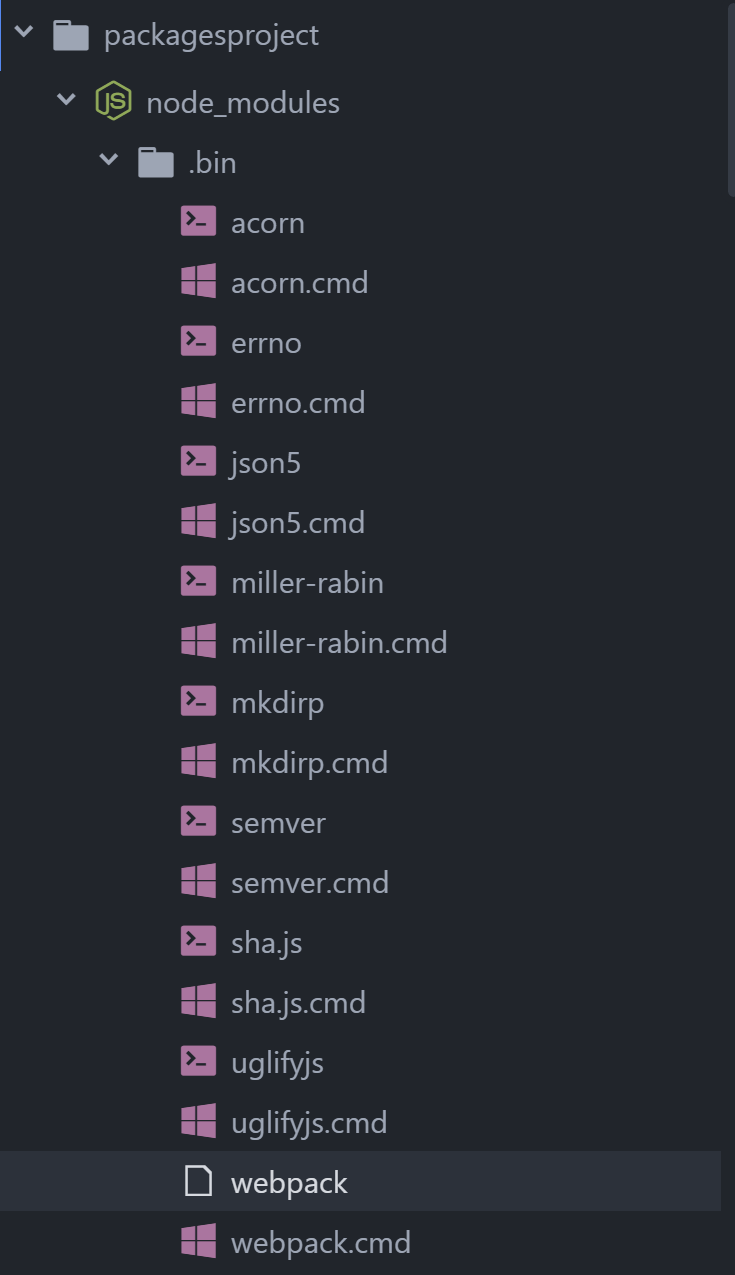 packagesproject
node_modules
.bin
acorn
acorn.cmd
errno
errno.cmd
json5
json5.cmd
miller-rabin
miller-rabin.cmd
mkdirp
mkdirp.cmd
semver
semver.cmd
sha.js
sha.js.cmd
uglifyjs
uglifyjs.cmd
webpack
webpack.cmd